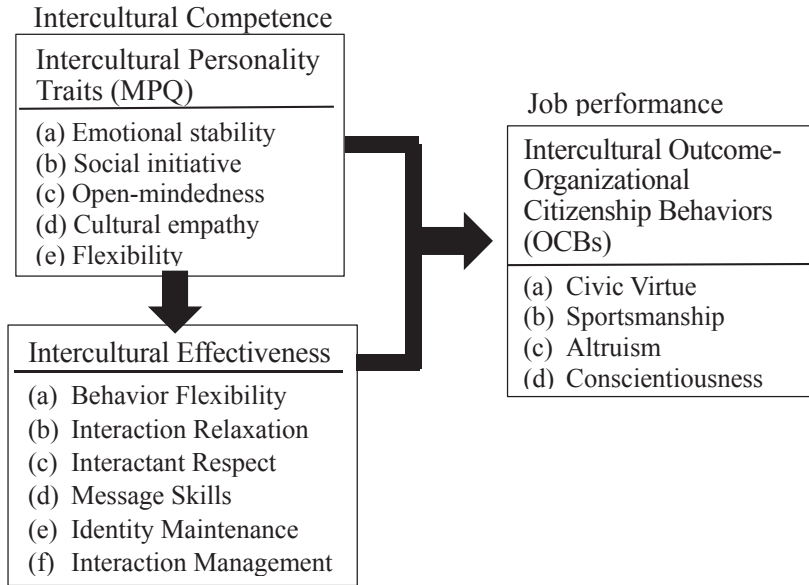 Intercultural Competence
Intercultural Personality
Traits (MPQ)
(a) Emotional stability
(b) Social initiative
(c) Open-mindedness
(d) Cultural empathy
(e) Flexibility
Intercultural Effectiveness
(a) Behavior Flexibility
(b) Interaction Relaxation
(c) Interactant Respect
(d) Message Skills
(e) Identity Maintenance
(f) Interaction Management
Job performance
Intercultural Outcome-
Organizational
Citizenship Behaviors
(OCBs)
(a) Civic Virtue
(b) Sportsmanship
(c) Altruism
(d) Conscientiousness